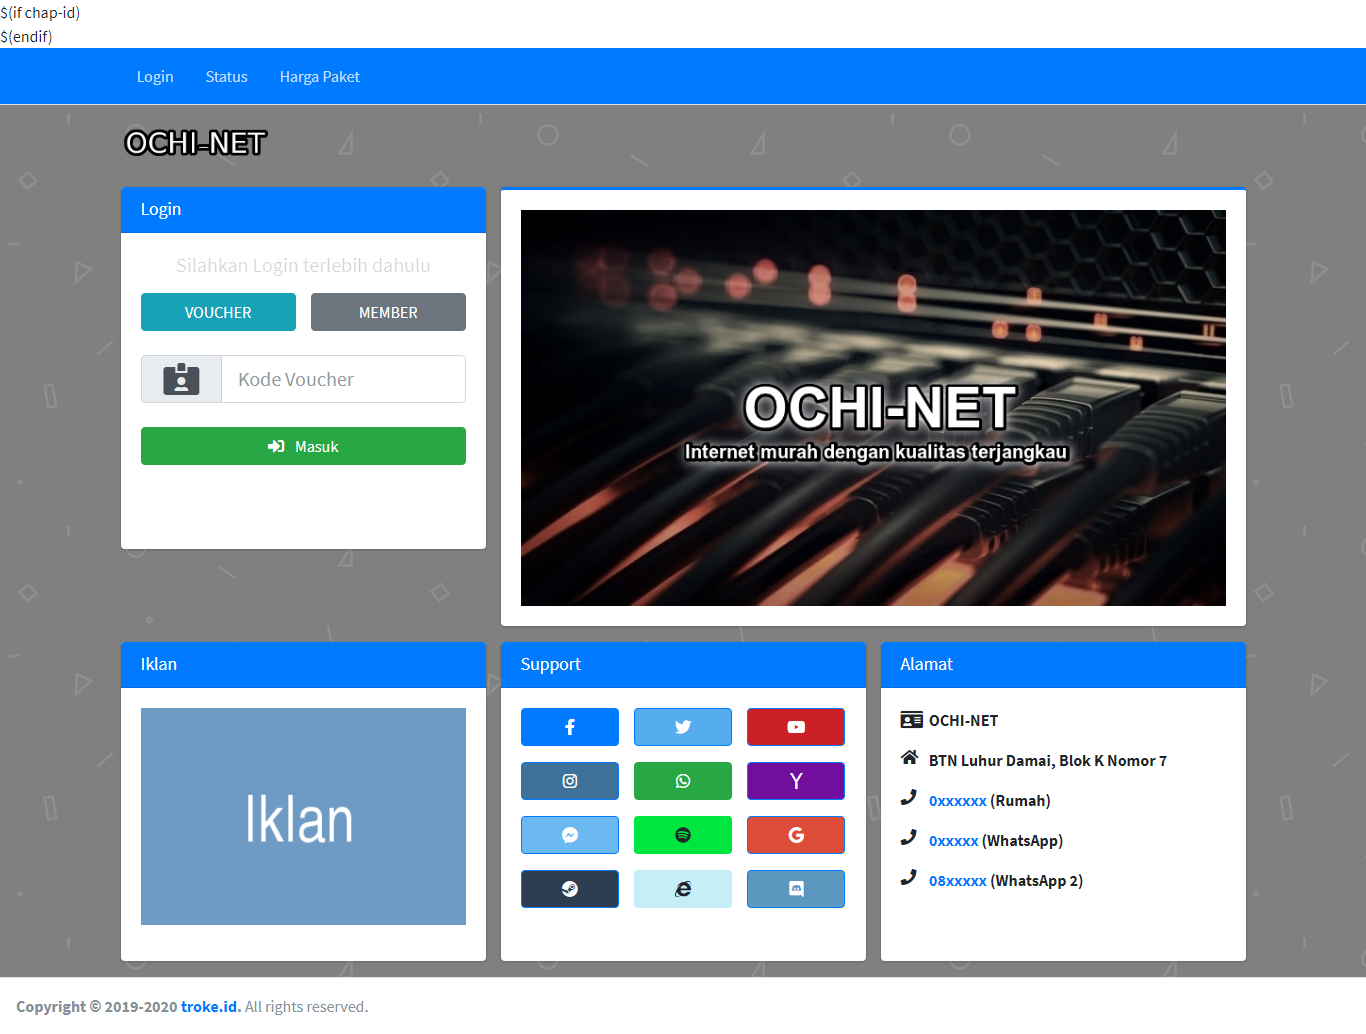 $(if chap-id)
$(endif)
Login Status Harga Paket
OCHI-NET
Login
Silahkan Login terlebih dahulu
VOUCHER MEMBER
Kode Voucher
Masuk
OCHI-NET
Internet murah dengan kualitas terjangkau
Iklan
Iklan
Support
Alamat
OCHI-NET
BTN Luhur Damai, Blok K Nomor 7
0xxxxxx (Rumah)
0xxxxx (WhatsApp)
08xxxxx (WhatsApp 2)
Copyright © 2019-2020 troke.id. All rights reserved.